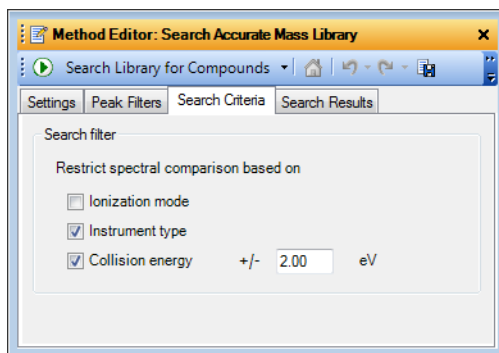 Method Editor: Search Accurate Mass Library
Search Library for Compounds
Settings Peak Filters Search Criteria Search Results
Search filter
Restrict spectral comparison based on
Ionization mode
Instrument type
Collision energy +/- 2.00 eV